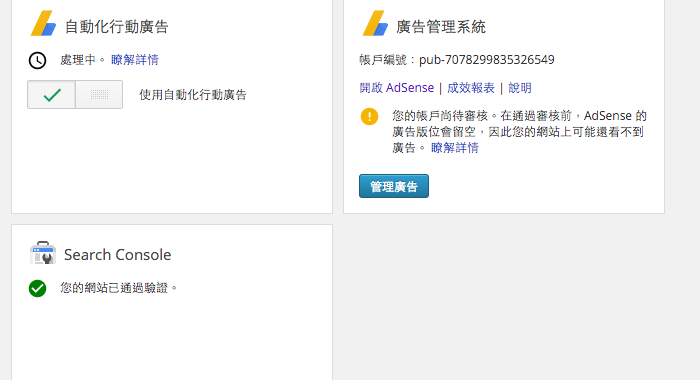 自動化行動廣告
處理中。 瞭解詳情
使用自動化行動廣告
廣告管理系統
帳戶編號：pub-7078299835326549
開啟 AdSense | 成效報表 | 說明
您的帳戶尚待審核。在通過審核前，AdSense 的
廣告版位會留空，因此您的網站上可能還看不到
廣告。 瞭解詳情
管理廣告
Search Console
您的網站已通過驗證。